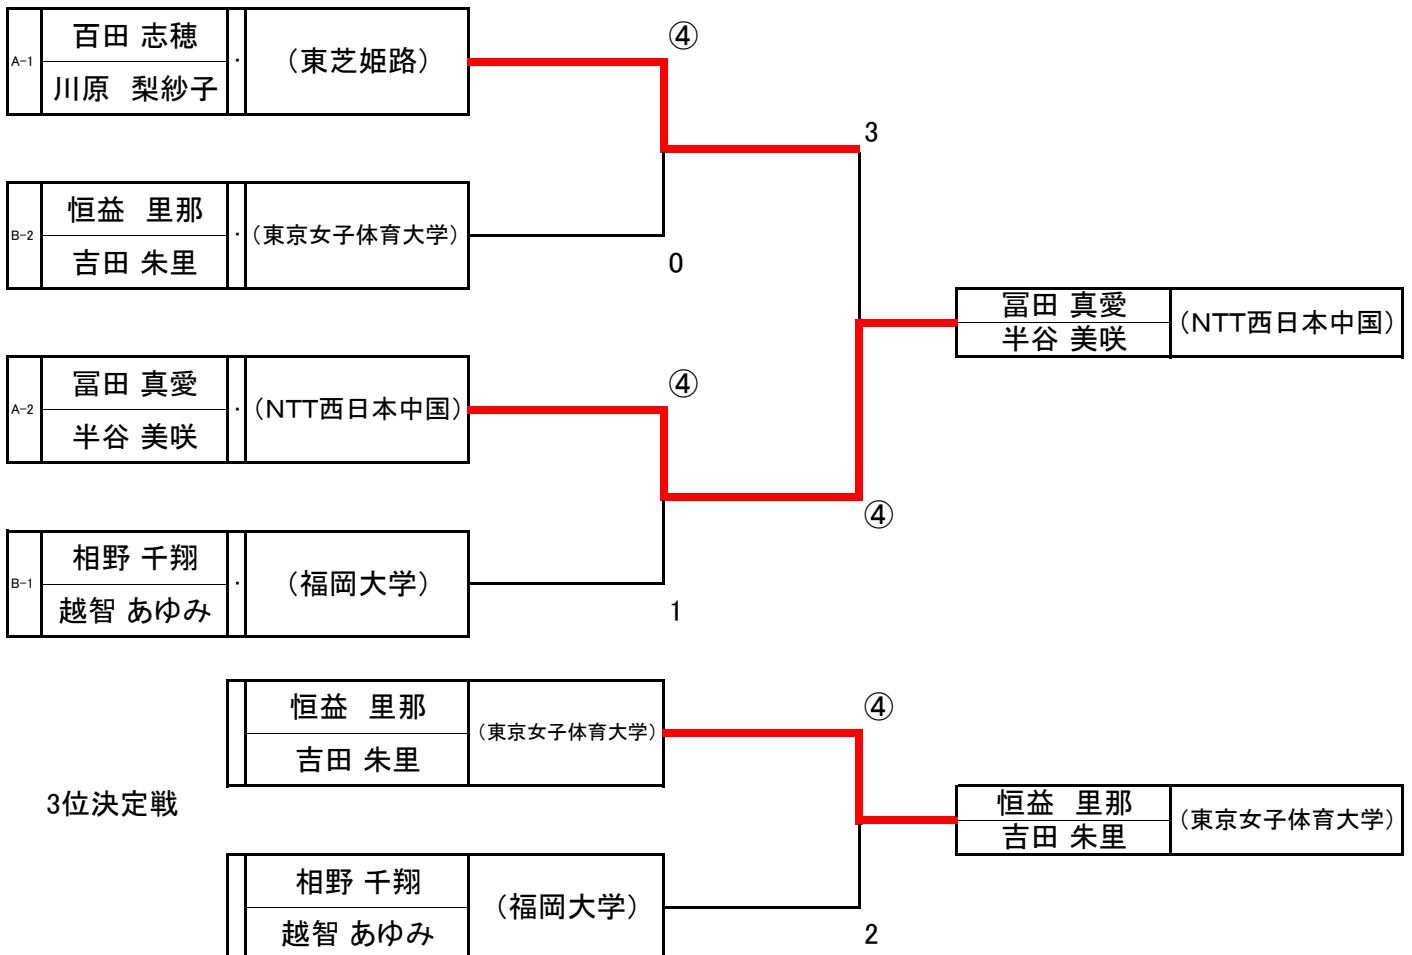 A-1
百田 志穂
川原　梨紗子
・
（東芝姫路）
④
3
B-2
恒益　里那
吉田 朱里
・
（東京女子体育大学）
0
冨田 真愛
半谷 美咲
（NTT西日本中国）
A-2
冨田 真愛
半谷 美咲
・
（NTT西日本中国）
④
④
B-1
相野 千翔
越智 あゆみ
・
（福岡大学）
1
恒益　里那
吉田 朱里
（東京女子体育大学）
④
3位決定戦
恒益　里那
吉田 朱里
（東京女子体育大学）
相野 千翔
越智 あゆみ
（福岡大学）
2